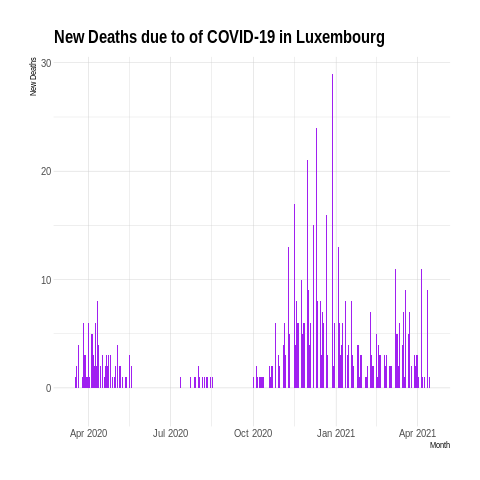 New Deaths due to of COVID-19 in Luxembourg
New Deaths
30
20
10
0
Apr 2020 Jul 2020 Oct 2020 Jan 2021 Apr 2021
Month